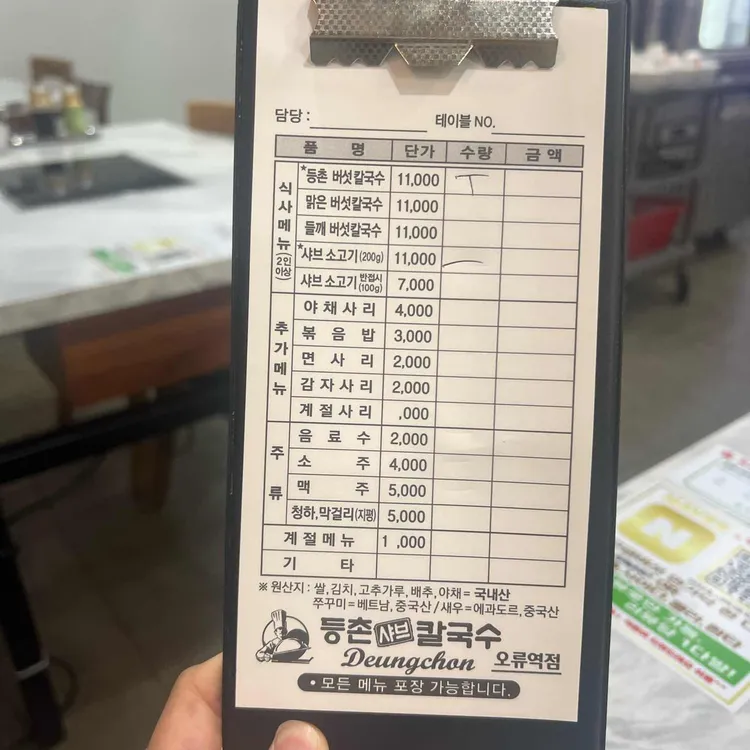 담당 : 테이블 NO.
품 명 단가 수량 금 액
식사메뉴 (2인 이상)
*등촌 버섯칼국수 11,000 ㅜ
맑은 버섯칼국수 11,000
들깨 버섯칼국수 11,000
*샤브 소고기 (200g) 11,000 ㅡ
샤브 소고기 반접시 (100g) 7,000
추가메뉴
야 채 사 리 4,000
볶 음 밥 3,000
면 사 리 2,000
감 자 사 리 2,000
계 절 사 리 ,000
주 류
음 료 수 2,000
소 주 4,000
맥 주 5,000
청하,막걸리(지평) 5,000
계 절 메 뉴 1 ,000
기 타
※ 원산지 : 쌀,김치,고추가루,배추,야채 = 국내산
쭈꾸미=베트남,중국산 / 새우=에콰도르,중국산
등촌 샤브 칼국수
Deungchon 오류역점
• 모든 메뉴 포장 가능합니다.